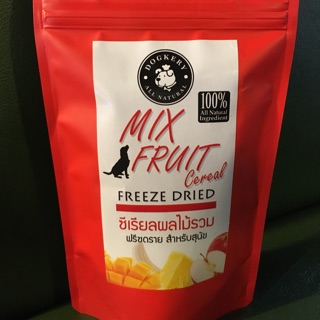 DOGKERY
ALL NATURAL
100%
All Natural
Ingredient
MIX
FRUIT
Cereal
FREEZE DRIED
ซีเรียลผลไม้รวม
ฟรีซดราย สำหรับสุนัข